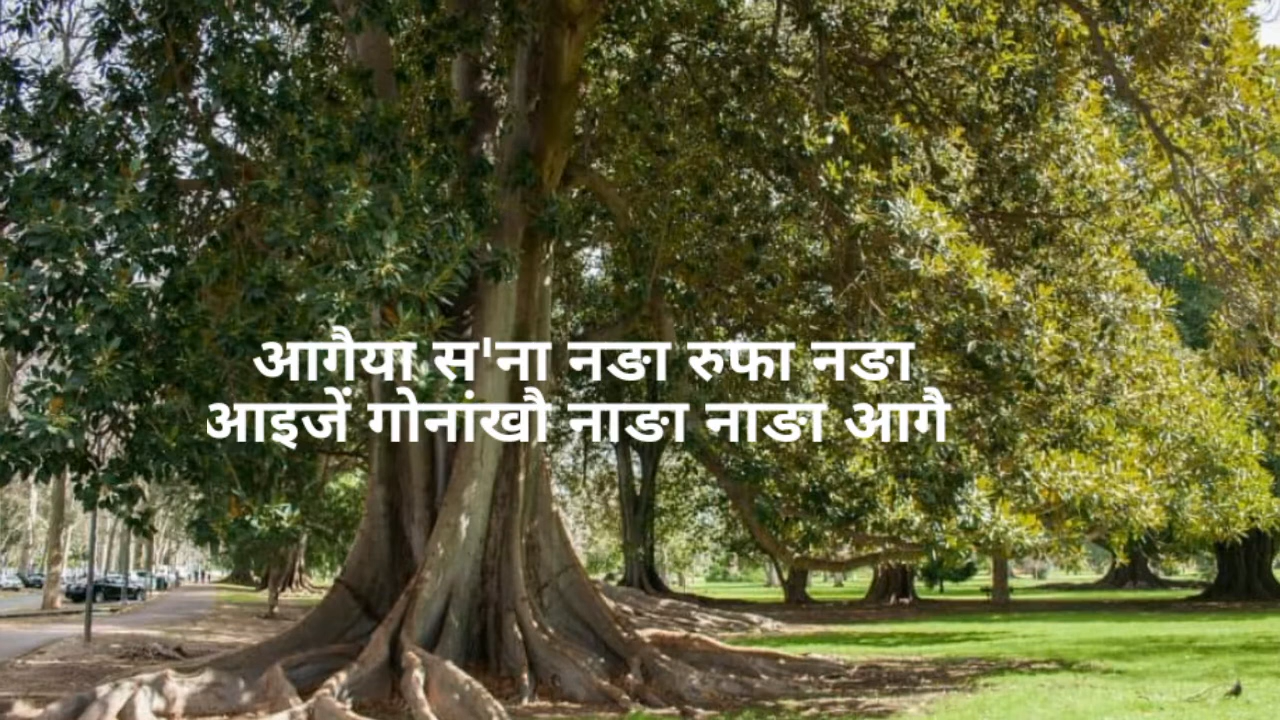 आगैया स'ना नङा रुफा नङा
आइजें गोनांखौ नाङा नाङा आगै